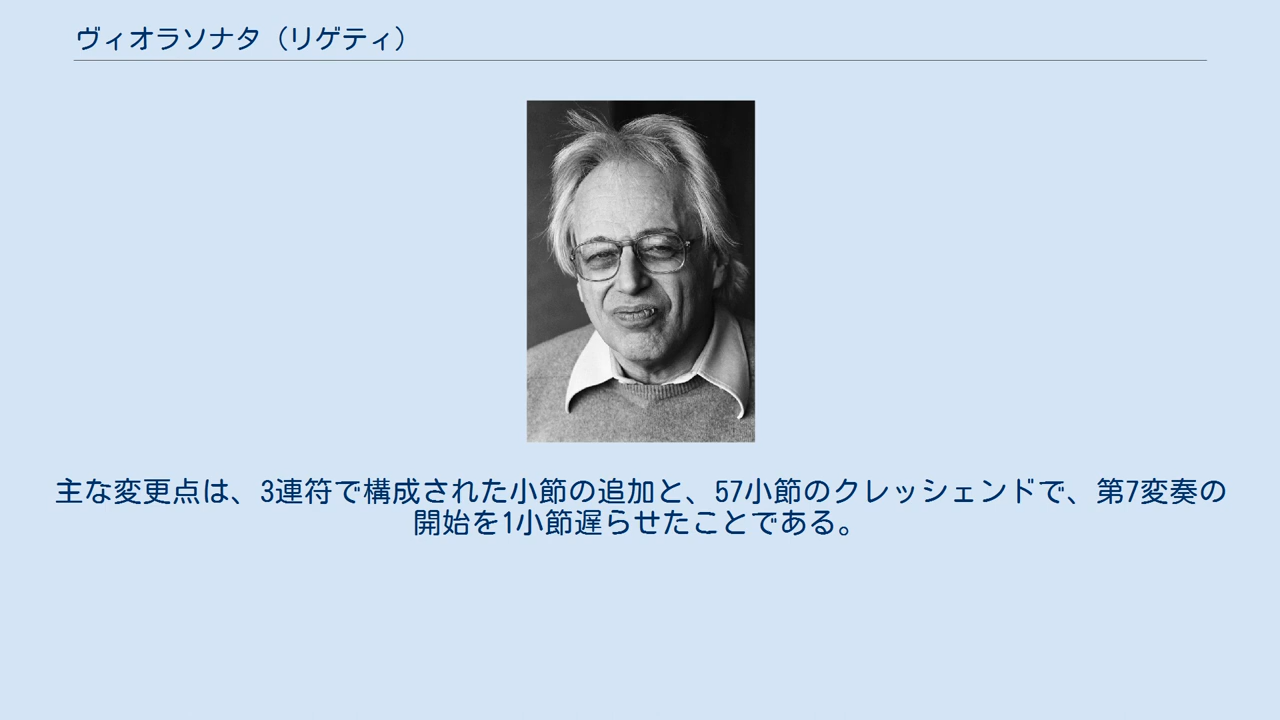 ヴィオラソナタ（リゲティ）
主な変更点は、3連符で構成された小節の追加と、57小節のクレッシェンドで、第7変奏の
開始を1小節遅らせたことである。